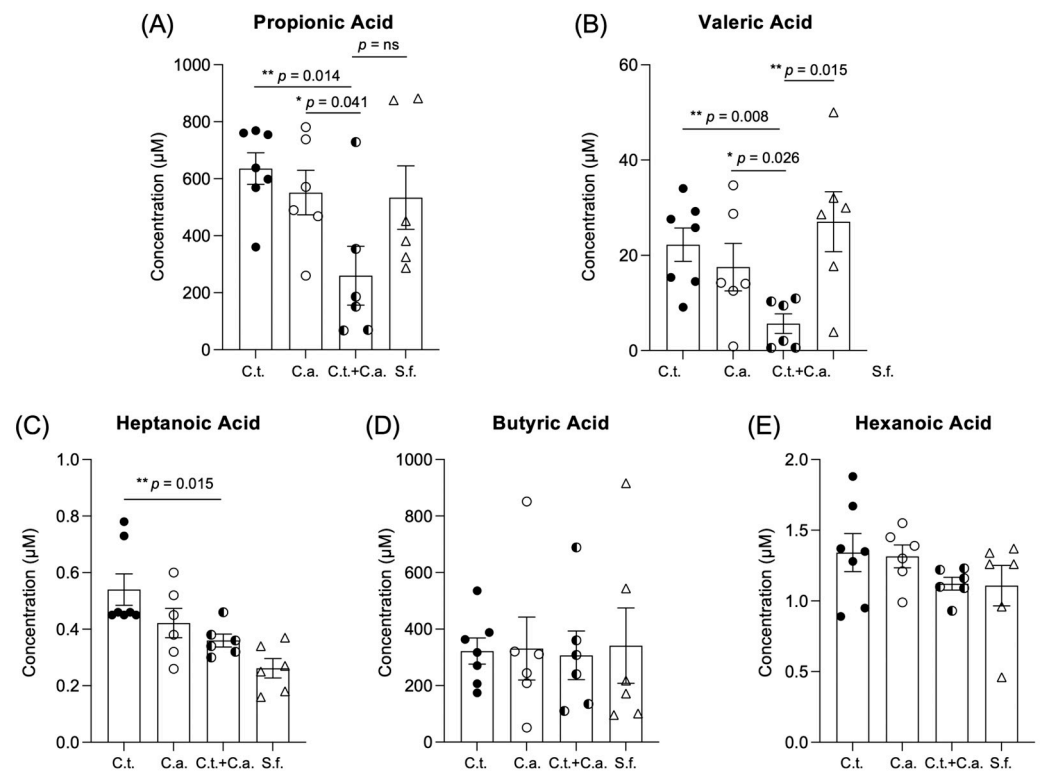 (A) Propionic Acid
p = ns
** p = 0.014
* p = 0.041
Concentration (µM)
1000
800
600
400
200
0
C.t. C.a. C.t.+C.a. S.f.
(B) Valeric Acid
** p = 0.015
** p = 0.008
* p = 0.026
Concentration (µM)
60
40
20
0
C.t. C.a. C.t.+C.a. S.f.
(C) Heptanoic Acid
** p = 0.015
Concentration (µM)
1.0
0.8
0.6
0.4
0.2
0.0
C.t. C.a. C.t.+C.a. S.f.
(D) Butyric Acid
Concentration (µM)
1000
800
600
400
200
0
C.t. C.a. C.t.+C.a. S.f.
(E) Hexanoic Acid
Concentration (µM)
2.0
1.5
1.0
0.5
0.0
C.t. C.a. C.t.+C.a. S.f.